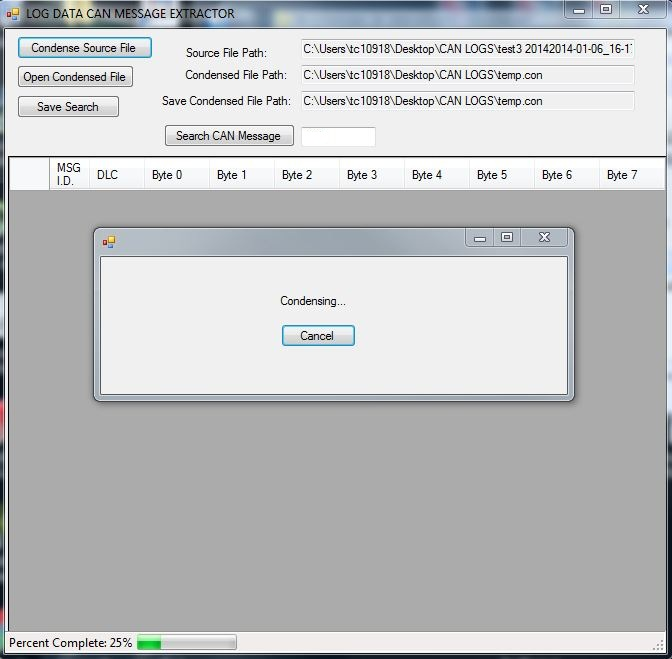 LOG DATA CAN MESSAGE EXTRACTOR
Condense Source File
Source File Path:
C:\Users\tc10918\Desktop\CAN LOGS\test3 20142014-01-06_16-1
Open Condensed File
Condensed File Path:
C:\Users\tc10918\Desktop\CAN LOGS\temp.con
Save Search
Save Condensed File Path:
C:\Users\tc10918\Desktop\CAN LOGS\temp.con
Search CAN Message
MSG I.D. DLC Byte 0 Byte 1 Byte 2 Byte 3 Byte 4 Byte 5 Byte 6 Byte 7
Condensing...
Cancel
Percent Complete: 25%